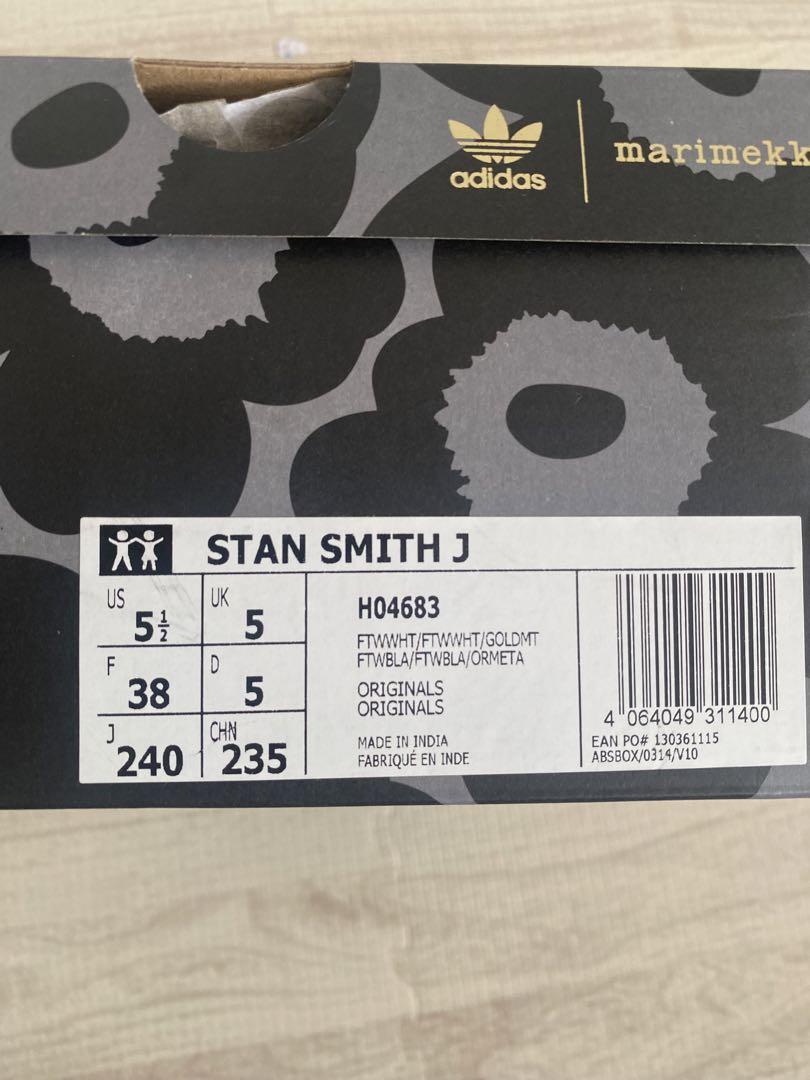 adidas
marimekk
STAN SMITH J
US 5½ UK 5
F 38 D 5
J 240 CHN 235
H04683
FTWWHT/FTWWHT/GOLDMT
FTWBLA/FTWBLA/ORMETA
ORIGINALS
ORIGINALS
MADE IN INDIA
FABRIQUÉ EN INDE
4 064049 311400
EAN PO# 130361115
ABSBOX/0314/V10